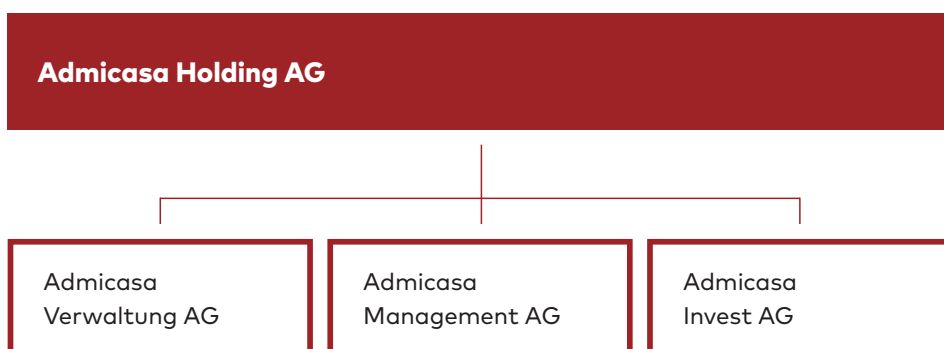 Admicasa Holding AG
Admicasa
Verwaltung AG
Admicasa
Management AG
Admicasa
Invest AG